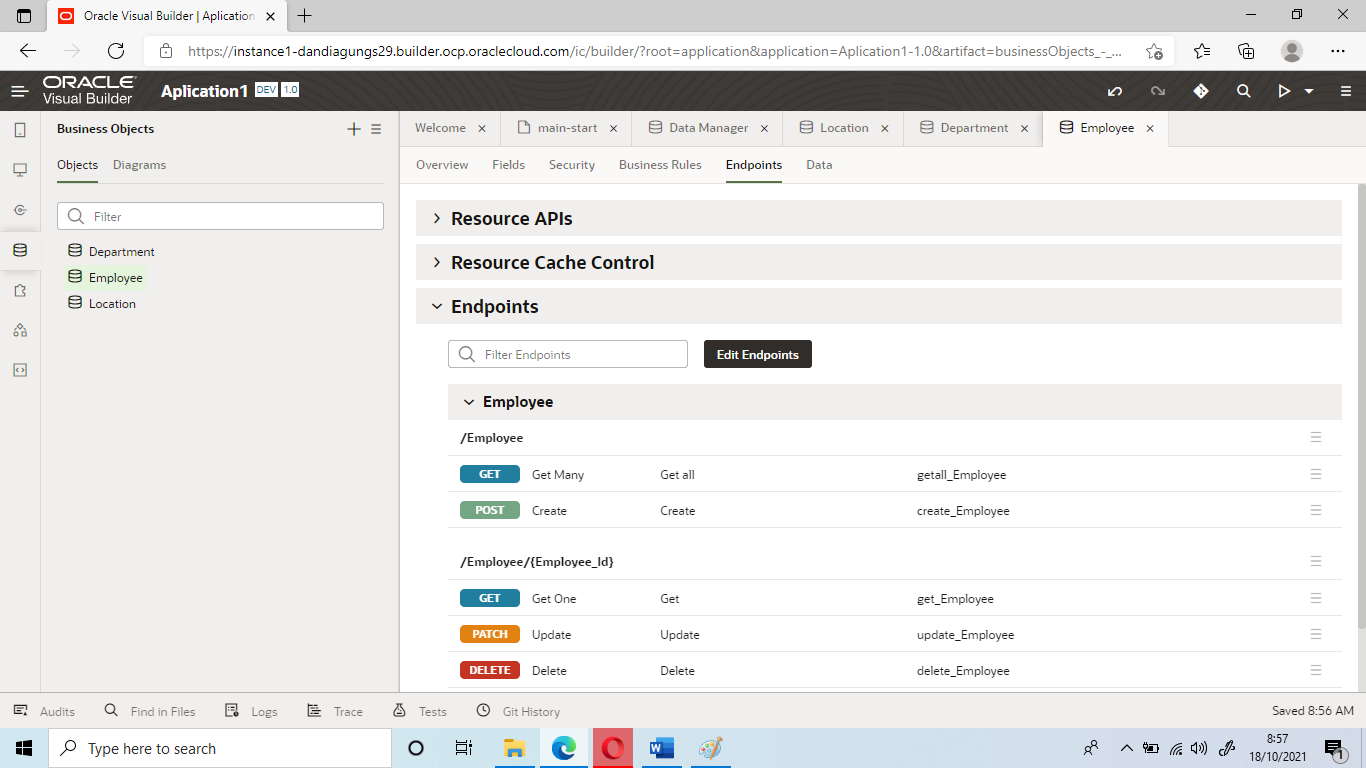 Oracle Visual Builder | Aplication
https://instance1-dandiagungs29.builder.ocp.oraclecloud.com/ic/builder/?root=application&application=Aplication1-1.0&artifact=businessObjects_-_...
ORACLE
Visual Builder
Aplication1 DEV 1.0
Business Objects
Welcome
main-start
Data Manager
Location
Department
Employee
Objects Diagrams
Overview Fields Security Business Rules Endpoints Data
Filter
Department
Employee
Location
Resource APIs
Resource Cache Control
Endpoints
Filter Endpoints Edit Endpoints
Employee
/Employee
GET Get Many Get all getall_Employee
POST Create Create create_Employee
/Employee/{Employee_Id}
GET Get One Get get_Employee
PATCH Update Update update_Employee
DELETE Delete Delete delete_Employee
Audits Find in Files Logs Trace Tests Git History Saved 8:56 AM
Type here to search
8:57
18/10/2021
1